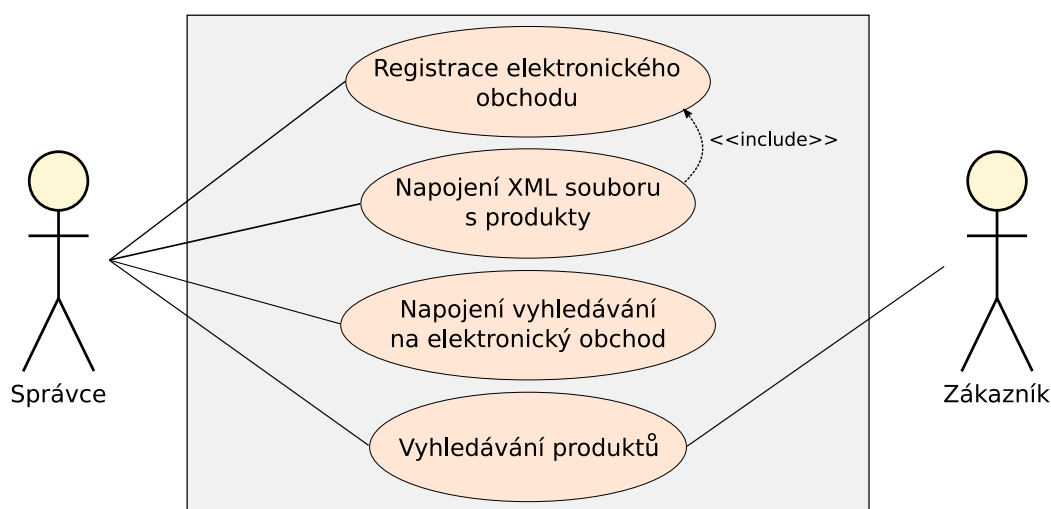 Registrace elektronického
obchodu
<<include>>
Napojení XML souboru
s produkty
Napojení vyhledávání
na elektronický obchod
Správce
Zákazník
Vyhledávání produktů